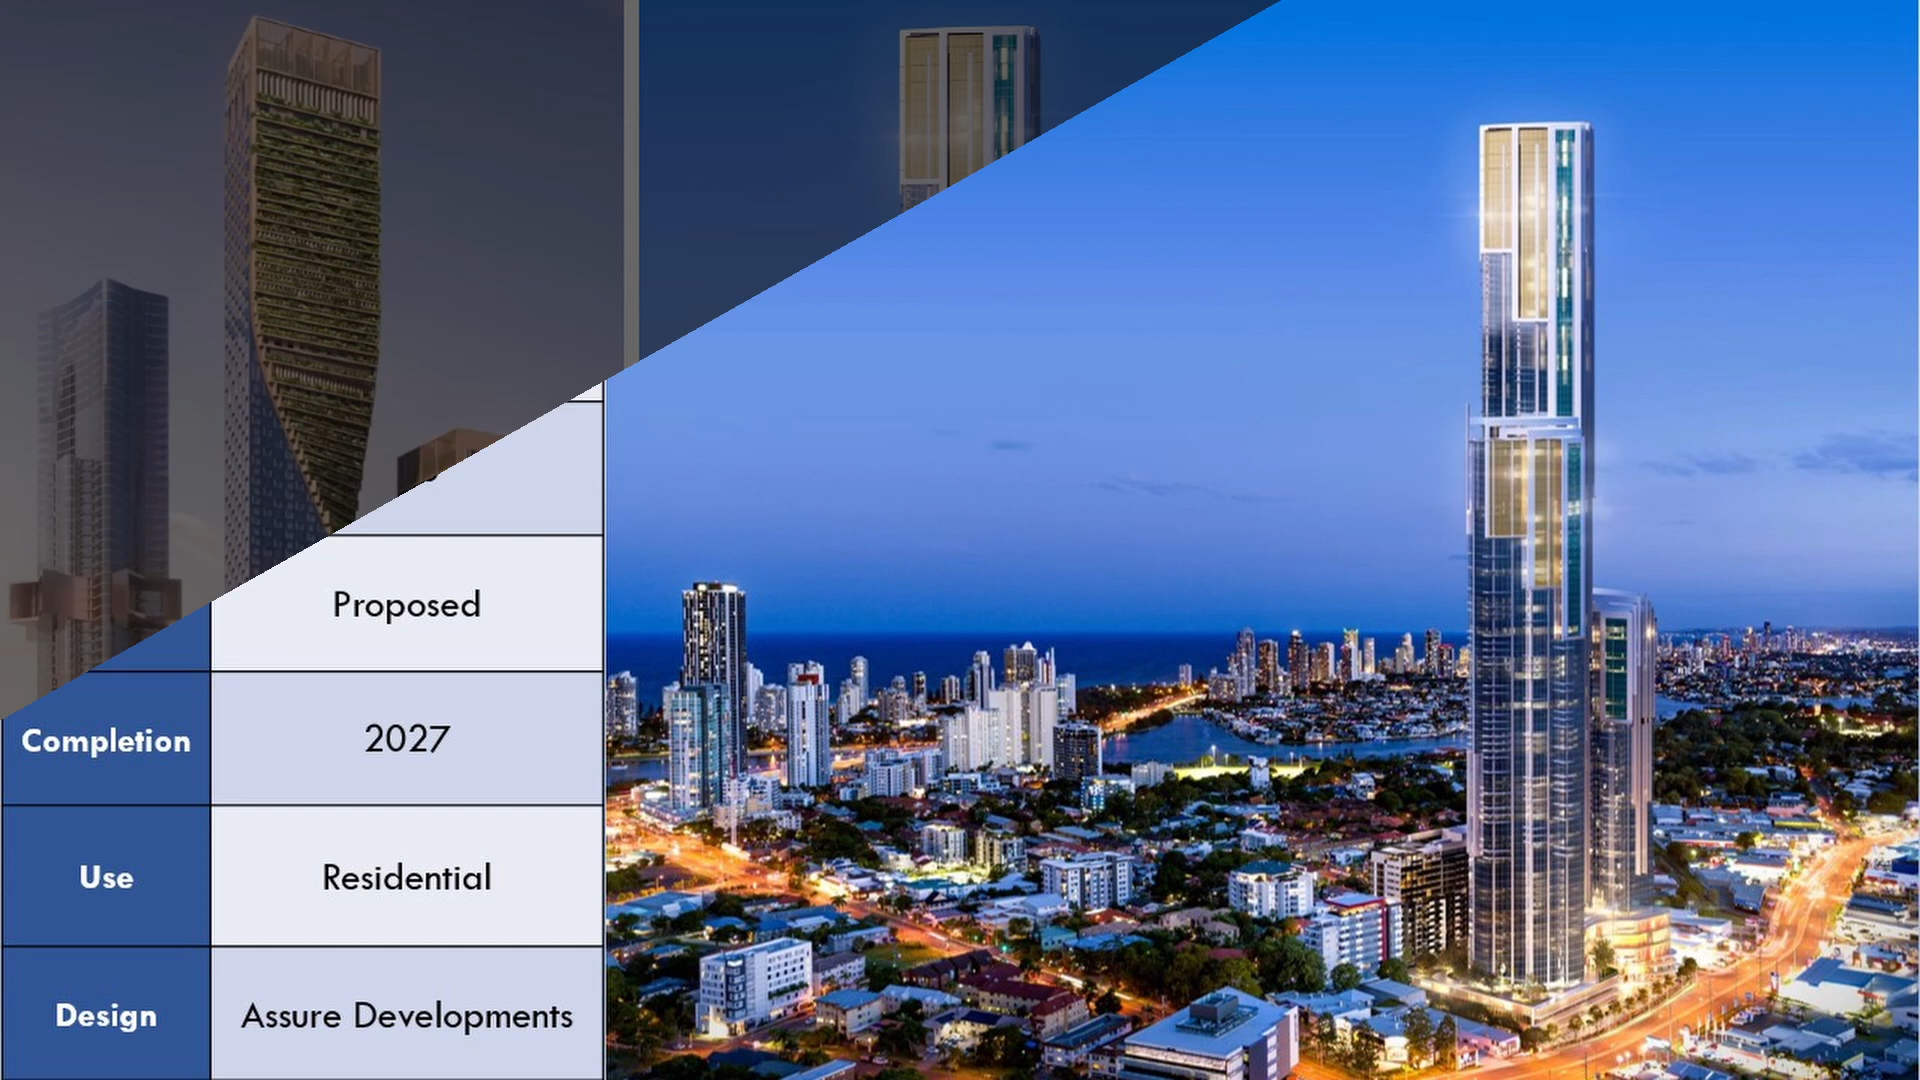 Proposed
Completion 2027
Use Residential
Design Assure Developments